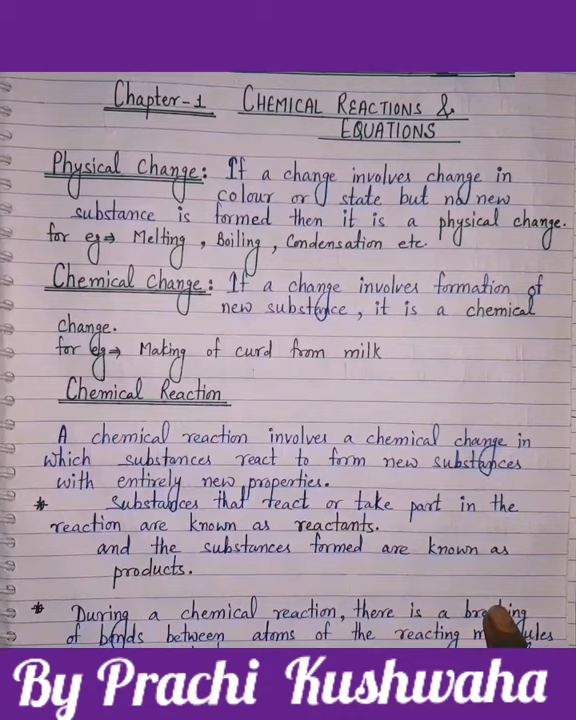 Chapter-1 CHEMICAL REACTIONS &
EQUATIONS
Physical Change: If a change involves change in
colour or state but no new
substance is formed then it is a physical change.
for eg⇒ Melting, Boiling, Condensation etc.
Chemical Change: If a change involves formation of
new substance, it is a chemical
change.
for eg⇒ Making of curd from milk
Chemical Reaction
A chemical reaction involves a chemical change in
which substances react to form new substances
with entirely new properties.
* Substances that react or take part in the
reaction are known as reactants.
and the substances formed are known as
products.
* During a chemical reaction, there is a
of bonds between atoms of the reacting
By Prachi Kushwaha